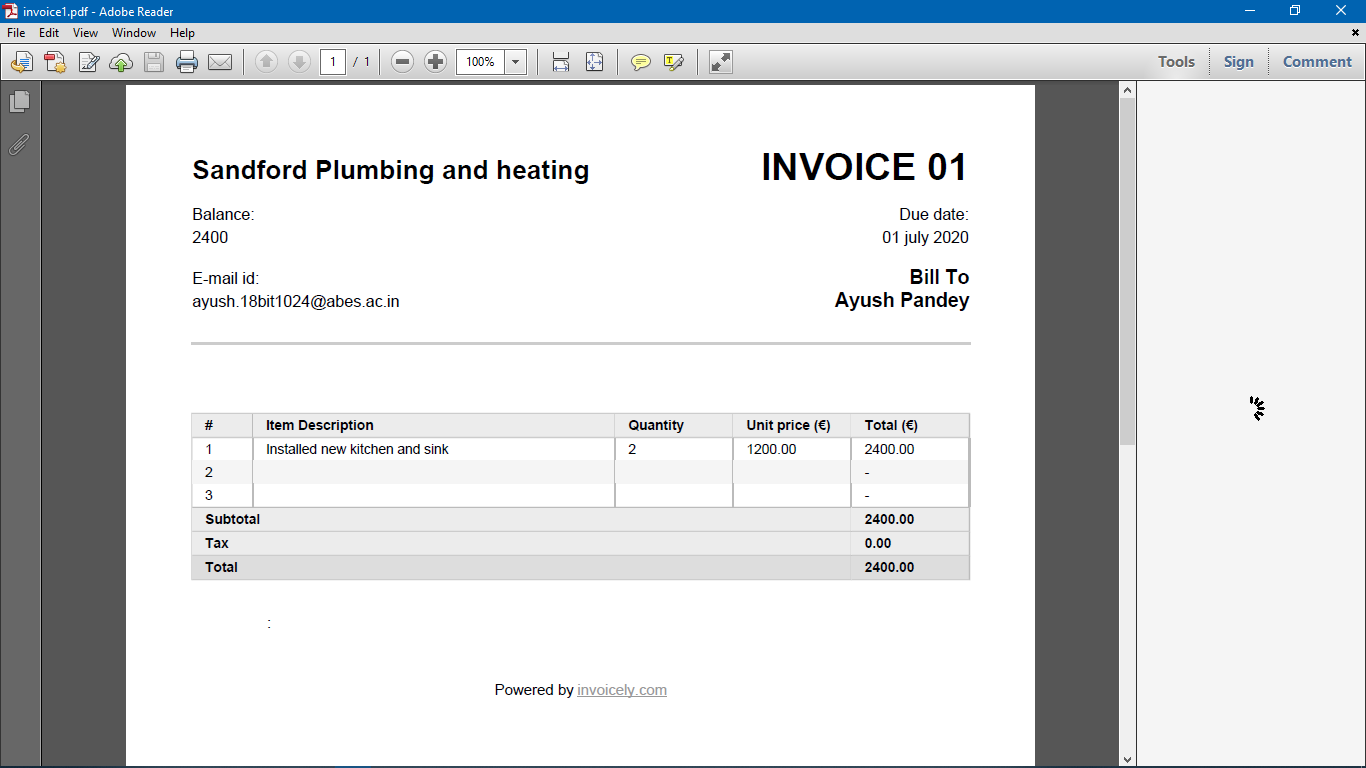 invoice1.pdf - Adobe Reader
File Edit View Window Help
1 / 1 100% Tools Sign Comment
Sandford Plumbing and heating INVOICE 01
Balance: Due date:
2400 01 july 2020
E-mail id: Bill To
ayush.18bit1024@abes.ac.in Ayush Pandey
# Item Description Quantity Unit price (€) Total (€)
1 Installed new kitchen and sink 2 1200.00 2400.00
2 -
3 -
Subtotal 2400.00
Tax 0.00
Total 2400.00
:
Powered by invoicely.com